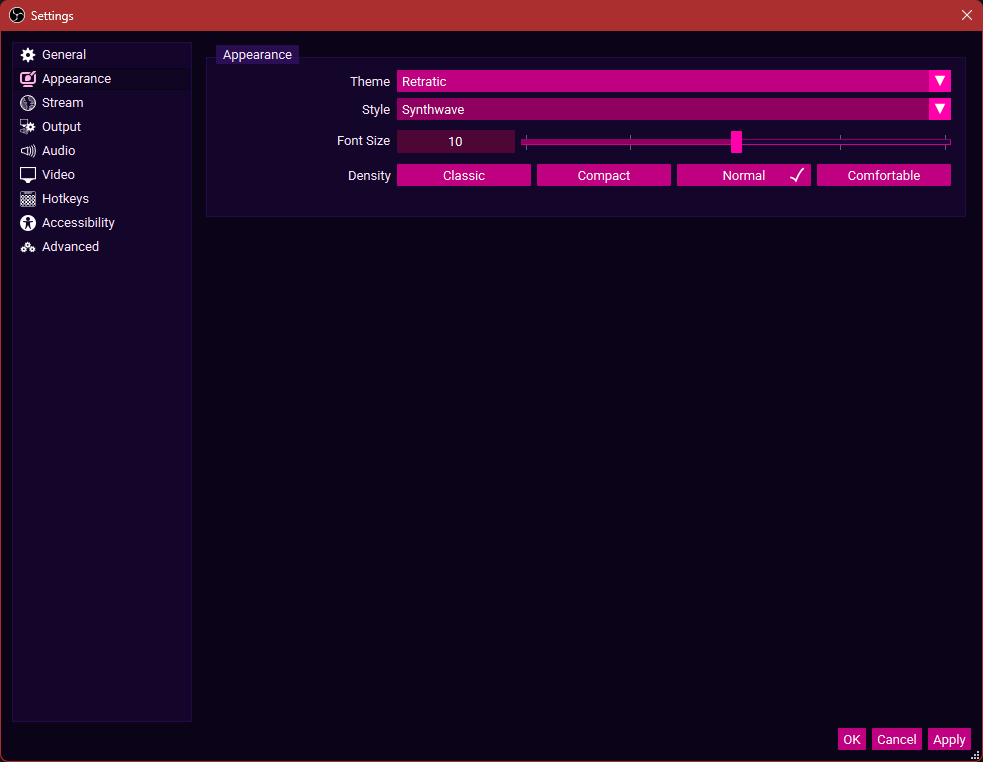 Settings
General
Appearance
Stream
Output
Audio
Video
Hotkeys
Accessibility
Advanced
Appearance
Theme Retratic
Style Synthwave
Font Size 10
Density Classic Compact Normal Comfortable
OK Cancel Apply